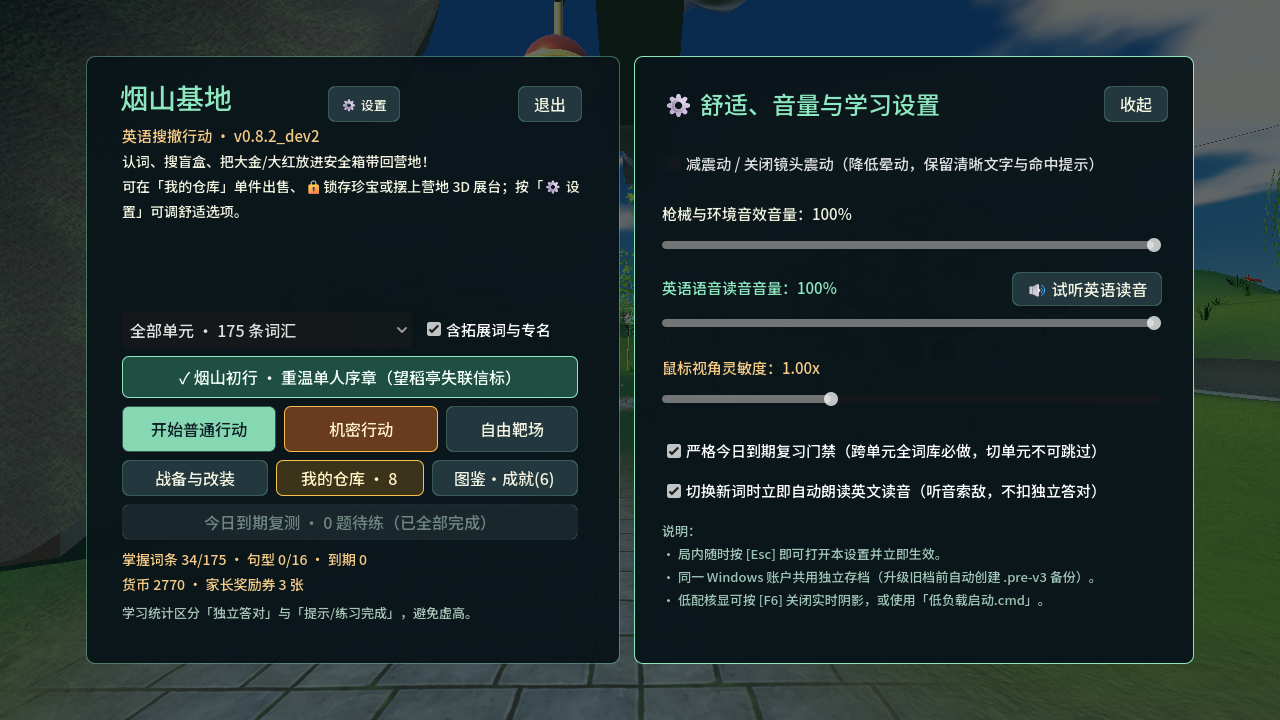 烟山基地
设置
退出
英语搜撤行动 · v0.8.2_dev2
认词、搜盲盒、把大金/大红放进安全箱带回营地！
可在「我的仓库」单件出售、🔒锁存珍宝或摆上营地 3D 展台；按「⚙ 设
置」可调舒适选项。
全部单元 · 175 条词汇
含拓展词与专名
✓烟山初行 · 重温单人序章（望稻亭失联信标）
开始普通行动
机密行动
自由靶场
战备与改装
我的仓库 · 8
图鉴·成就(6)
今日到期复测 · 0 题待练（已全部完成）
掌握词条 34/175 · 句型 0/16 · 到期 0
货币 2770 · 家长奖励券 3 张
学习统计区分「独立答对」与「提示/练习完成」，避免虚高。
舒适、音量与学习设置
收起
减震动 / 关闭镜头震动（降低晕动，保留清晰文字与命中提示）
枪械与环境音效音量：100%
英语语音读音音量：100%
试听英语读音
鼠标视角灵敏度：1.00x
严格今日到期复习门禁（跨单元全词库必做，切单元不可跳过）
切换新词时立即自动朗读英文读音（听音索敌，不扣独立答对）
说明：
· 局内随时按 [Esc] 即可打开本设置并立即生效。
· 同一 Windows 账户共用独立存档（升级旧档前自动创建 .pre-v3 备份）。
· 低配核显可按 [F6] 关闭实时阴影，或使用「低负载启动.cmd」。